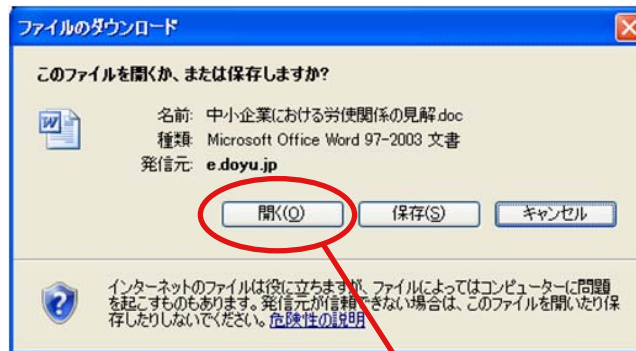 ファイルのダウンロード
このファイルを開くか、または保存しますか?
名前: 中小企業における労使関係の見解.doc
種類: Microsoft Office Word 97-2003 文書
発信元: e.doyu.jp
開く(O) 保存(S) キャンセル
インターネットのファイルは役に立ちますが、ファイルによってはコンピューターに問題
を起こすものもあります。発信元が信頼できない場合は、このファイルを開いたり保
存したりしないでください。危険性の説明